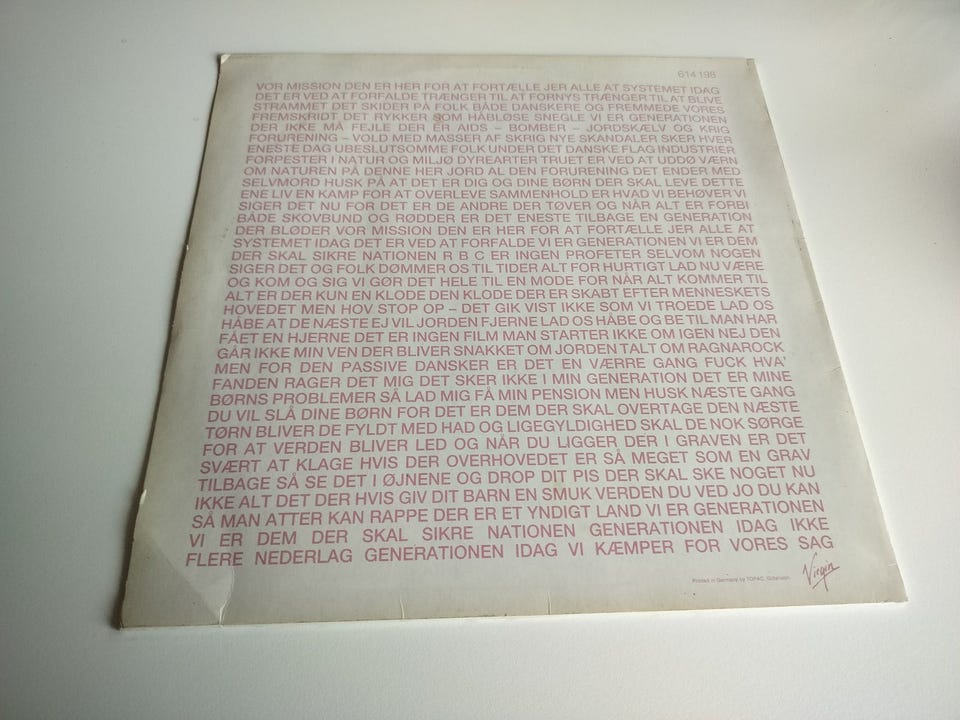 614 198
VOR MISSION DEN ER HER FOR AT FORTÆLLE JER ALLE AT SYSTEMET IDAG
DET ER VED AT FORFALDE TRÆNGER TIL AT FORNYS TRÆNGER TIL AT BLIVE
STRAMMET DET SKIDER PÅ FOLK BÅDE DANSKERE OG FREMMEDE VORES
FREMSKRIDT DET RYKKER SOM HÅBLØSE SNEGLE VI ER GENERATIONEN
DER IKKE MÅ FEJLE DER ER AIDS – BOMBER – JORDSKÆLV OG KRIG
FORURENING – VOLD MED MASSER AF SKRIG NYE SKANDALER SKER HVER
ENESTE DAG UBESLUTSOMME FOLK UNDER DET DANSKE FLAG INDUSTRIER
FORPESTER I NATUR OG MILJØ DYREARTER TRUET ER VED AT UDDØ VÆRN
OM NATUREN PÅ DENNE HER JORD AL DEN FORURENING DET ENDER MED
SELVMORD HUSK PÅ AT DET ER DIG OG DINE BØRN DER SKAL LEVE DETTE
ENE LIV EN KAMP FOR AT OVERLEVE SAMMENHOLD ER HVAD VI BEHØVER VI
SIGER DET NU FOR DET ER DE ANDRE DER TØVER OG NÅR ALT ER FORBI
BÅDE SKOVBUND OG RØDDER ER DET ENESTE TILBAGE EN GENERATION
DER BLØDER VOR MISSION DEN ER HER FOR AT FORTÆLLE JER ALLE AT
SYSTEMET IDAG DET ER VED AT FORFALDE VI ER GENERATIONEN VI ER DEM
DER SKAL SIKRE NATIONEN R B C ER INGEN PROFETER SELVOM NOGEN
SIGER DET OG FOLK DØMMER OS TIL TIDER ALT FOR HURTIGT LAD NU VÆRE
OG KOM OG SIG VI GØR DET HELE TIL EN MODE FOR NÅR ALT KOMMER TIL
ALT ER DER KUN EN KLODE DEN KLODE DER ER SKABT EFTER MENNESKETS
HOVEDET MEN HOV STOP OP – DET GIK VIST IKKE SOM VI TROEDE LAD OS
HÅBE AT DE NÆSTE EJ VIL JORDEN FJERNE LAD OS HÅBE OG BE TIL MAN HAR
FÅET EN HJERNE DET ER INGEN FILM MAN STARTER IKKE OM IGEN NEJ DEN
GÅR IKKE MIN VEN DER BLIVER SNAKKET OM JORDEN TALT OM RAGNAROCK
MEN FOR DEN PASSIVE DANSKER ER DET EN VÆRRE GANG FUCK HVA'
FANDEN RAGER DET MIG DET SKER IKKE I MIN GENERATION DET ER MINE
BØRNS PROBLEMER SÅ LAD MIG FÅ MIN PENSION MEN HUSK NÆSTE GANG
DU VIL SLÅ DINE BØRN FOR DET ER DEM DER SKAL OVERTAGE DEN NÆSTE
TØRN BLIVER DE FYLDT MED HAD OG LIGEGYLDIGHED SKAL DE NOK SØRGE
FOR AT VERDEN BLIVER LED OG NÅR DU LIGGER DER I GRAVEN ER DET
SVÆRT AT KLAGE HVIS DER OVERHOVEDET ER SÅ MEGET SOM EN GRAV
TILBAGE SÅ SE DET I ØJNENE OG DROP DIT PIS DER SKAL SKE NOGET NU
IKKE ALT DET DER HVIS GIV DIT BARN EN SMUK VERDEN DU VED JO DU KAN
SÅ MAN ATTER KAN RAPPE DER ER ET YNDIGT LAND VI ER GENERATIONEN
VI ER DEM DER SKAL SIKRE NATIONEN GENERATIONEN IDAG IKKE
FLERE NEDERLAG GENERATIONEN IDAG VI KÆMPER FOR VORES SAG
Printed in Germany by TOPAC, Gütersloh
Virgin